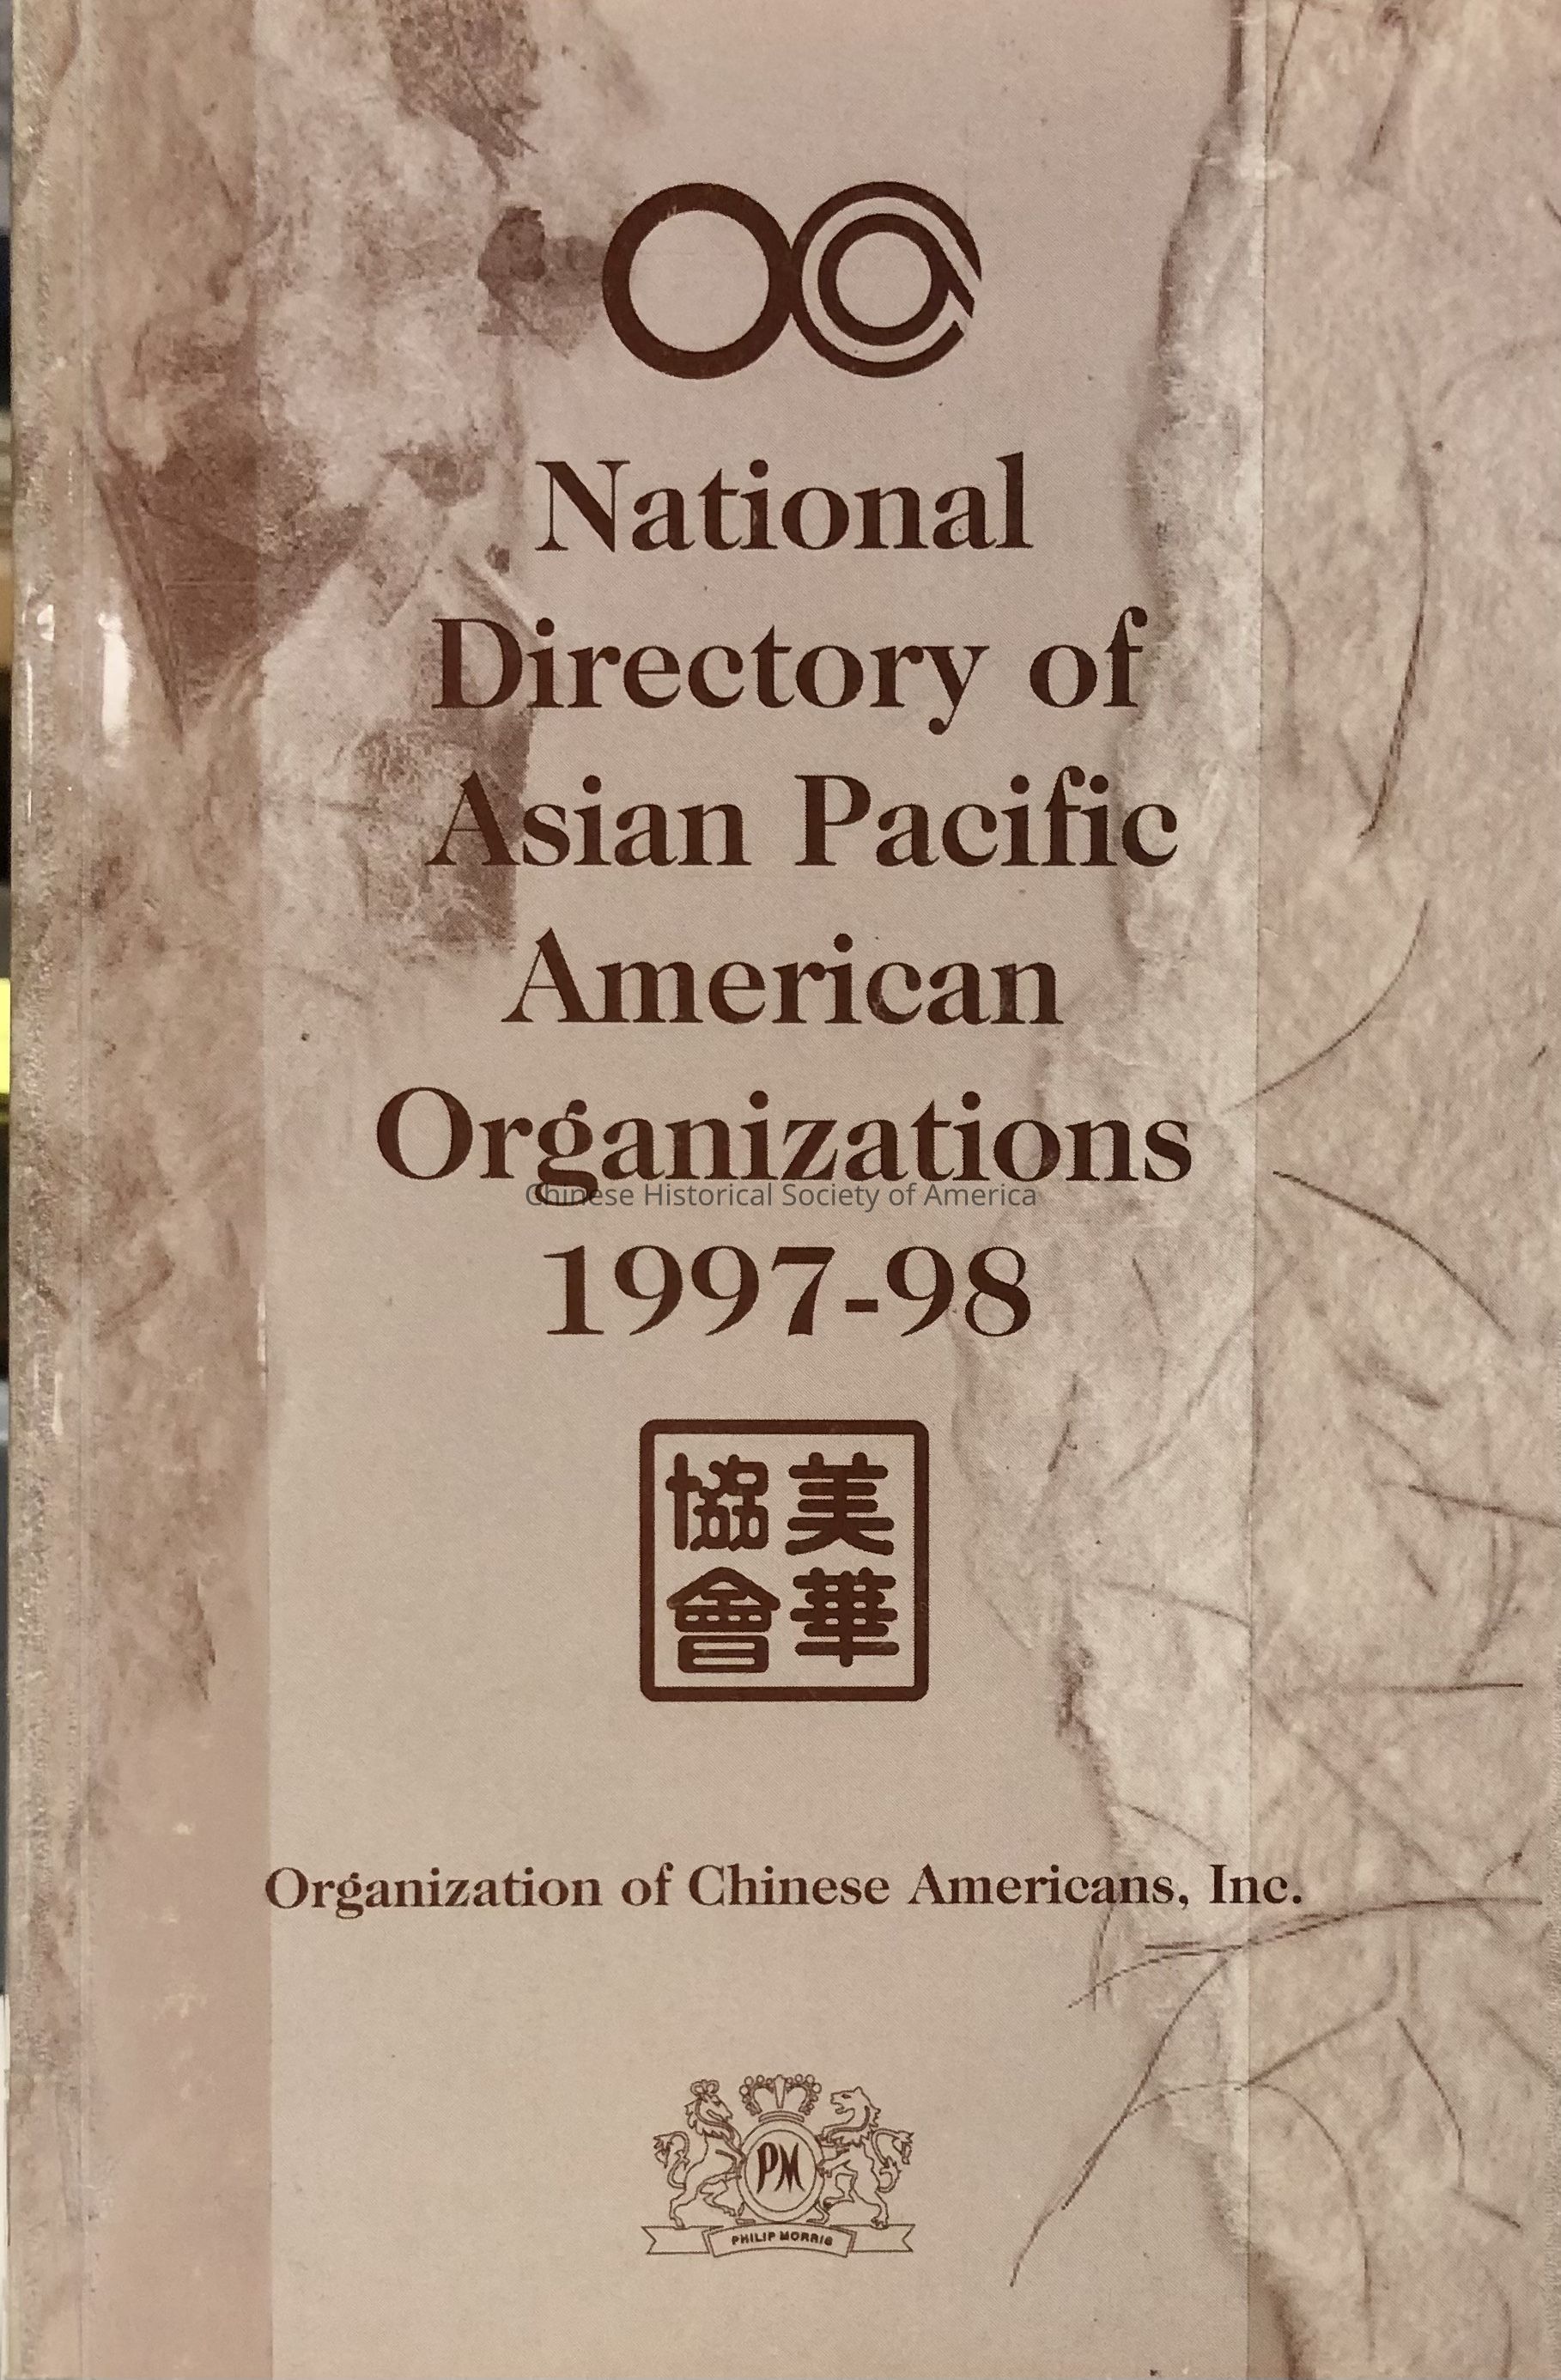 OCA
National
Directory of
Asian Pacific
American
Organizations
Chinese Historical Society of America
1997-98
美華
協會
Organization of Chinese Americans, Inc.
PM
PHILIP MORRIS